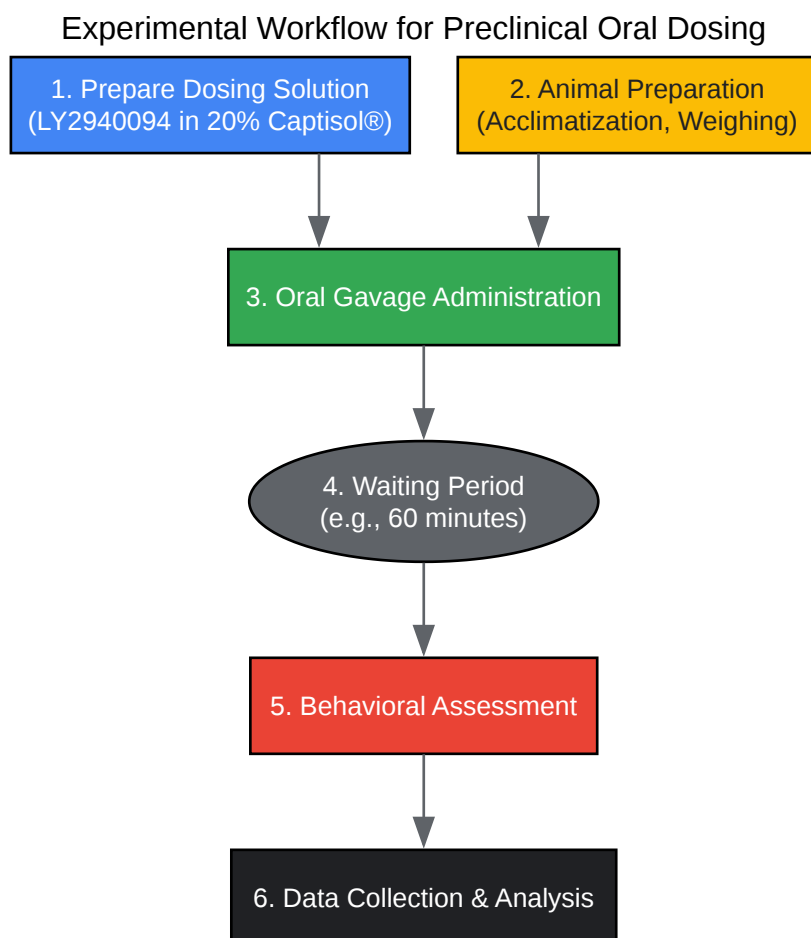 Experimental Workflow for Preclinical Oral Dosing
1. Prepare Dosing Solution
(LY2940094 in 20% Captisol®)
2. Animal Preparation
(Acclimatization, Weighing)
3. Oral Gavage Administration
4. Waiting Period
(e.g., 60 minutes)
5. Behavioral Assessment
6. Data Collection & Analysis